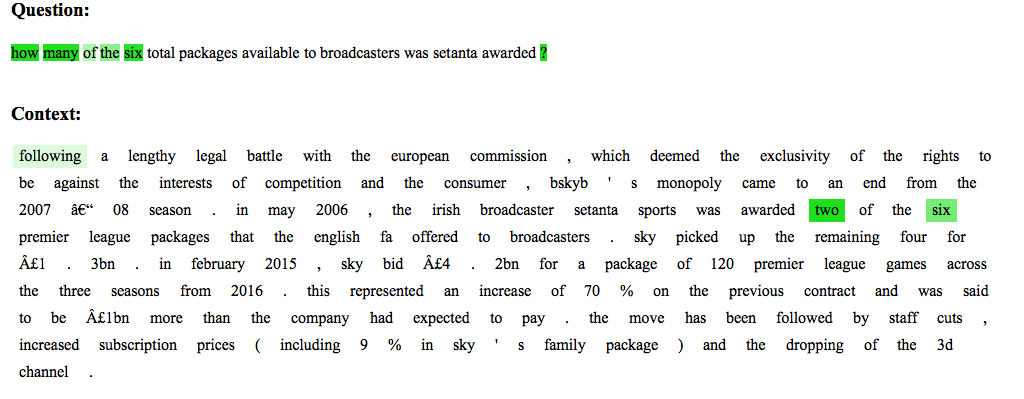 Question:
how many of the six total packages available to broadcasters was setanta awarded ?
Context:
following a lengthy legal battle with the european commission , which deemed the exclusivity of the rights to
be against the interests of competition and the consumer , bskyb ' s monopoly came to an end from the
2007 â€“ 08 season . in may 2006 , the irish broadcaster setanta sports was awarded two of the six
premier league packages that the english fa offered to broadcasters . sky picked up the remaining four for
Â£1 . 3bn . in february 2015 , sky bid Â£4 . 2bn for a package of 120 premier league games across
the three seasons from 2016 . this represented an increase of 70 % on the previous contract and was said
to be Â£1bn more than the company had expected to pay . the move has been followed by staff cuts ,
increased subscription prices ( including 9 % in sky ' s family package ) and the dropping of the 3d
channel .